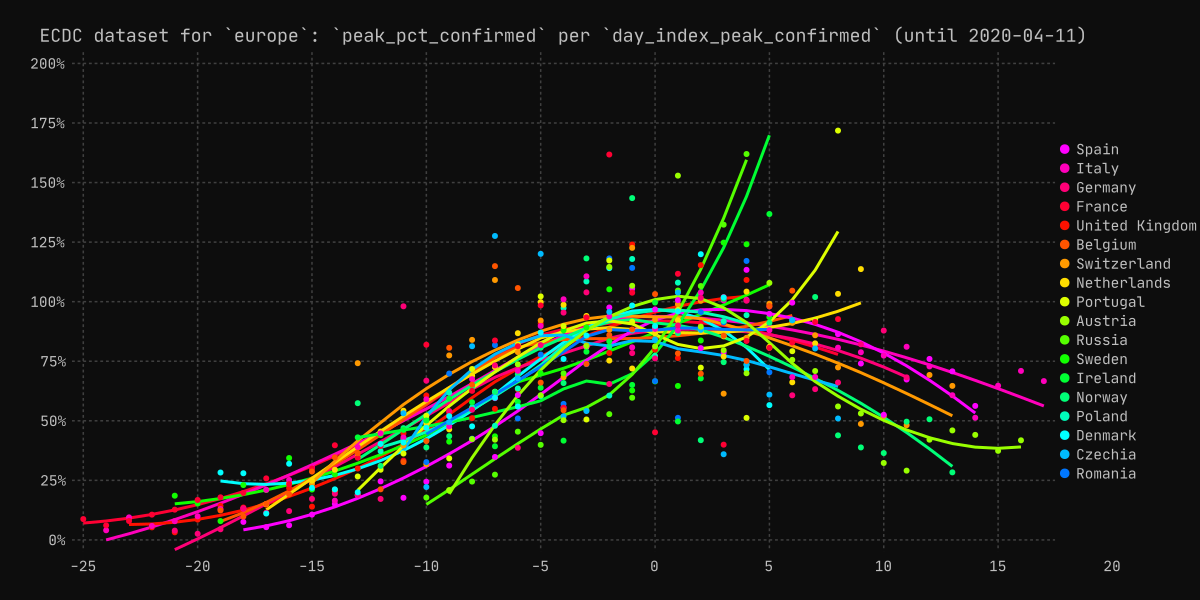 ECDC dataset for `europe`: `peak_pct_confirmed` per `day_index_peak_confirmed` (until 2020-04-11)
200%
175%
150%
125%
100%
75%
50%
25%
0%
-25 -20 -15 -10 -5 0 5 10 15 20
Spain
Italy
Germany
France
United Kingdom
Belgium
Switzerland
Netherlands
Portugal
Austria
Russia
Sweden
Ireland
Norway
Poland
Denmark
Czechia
Romania